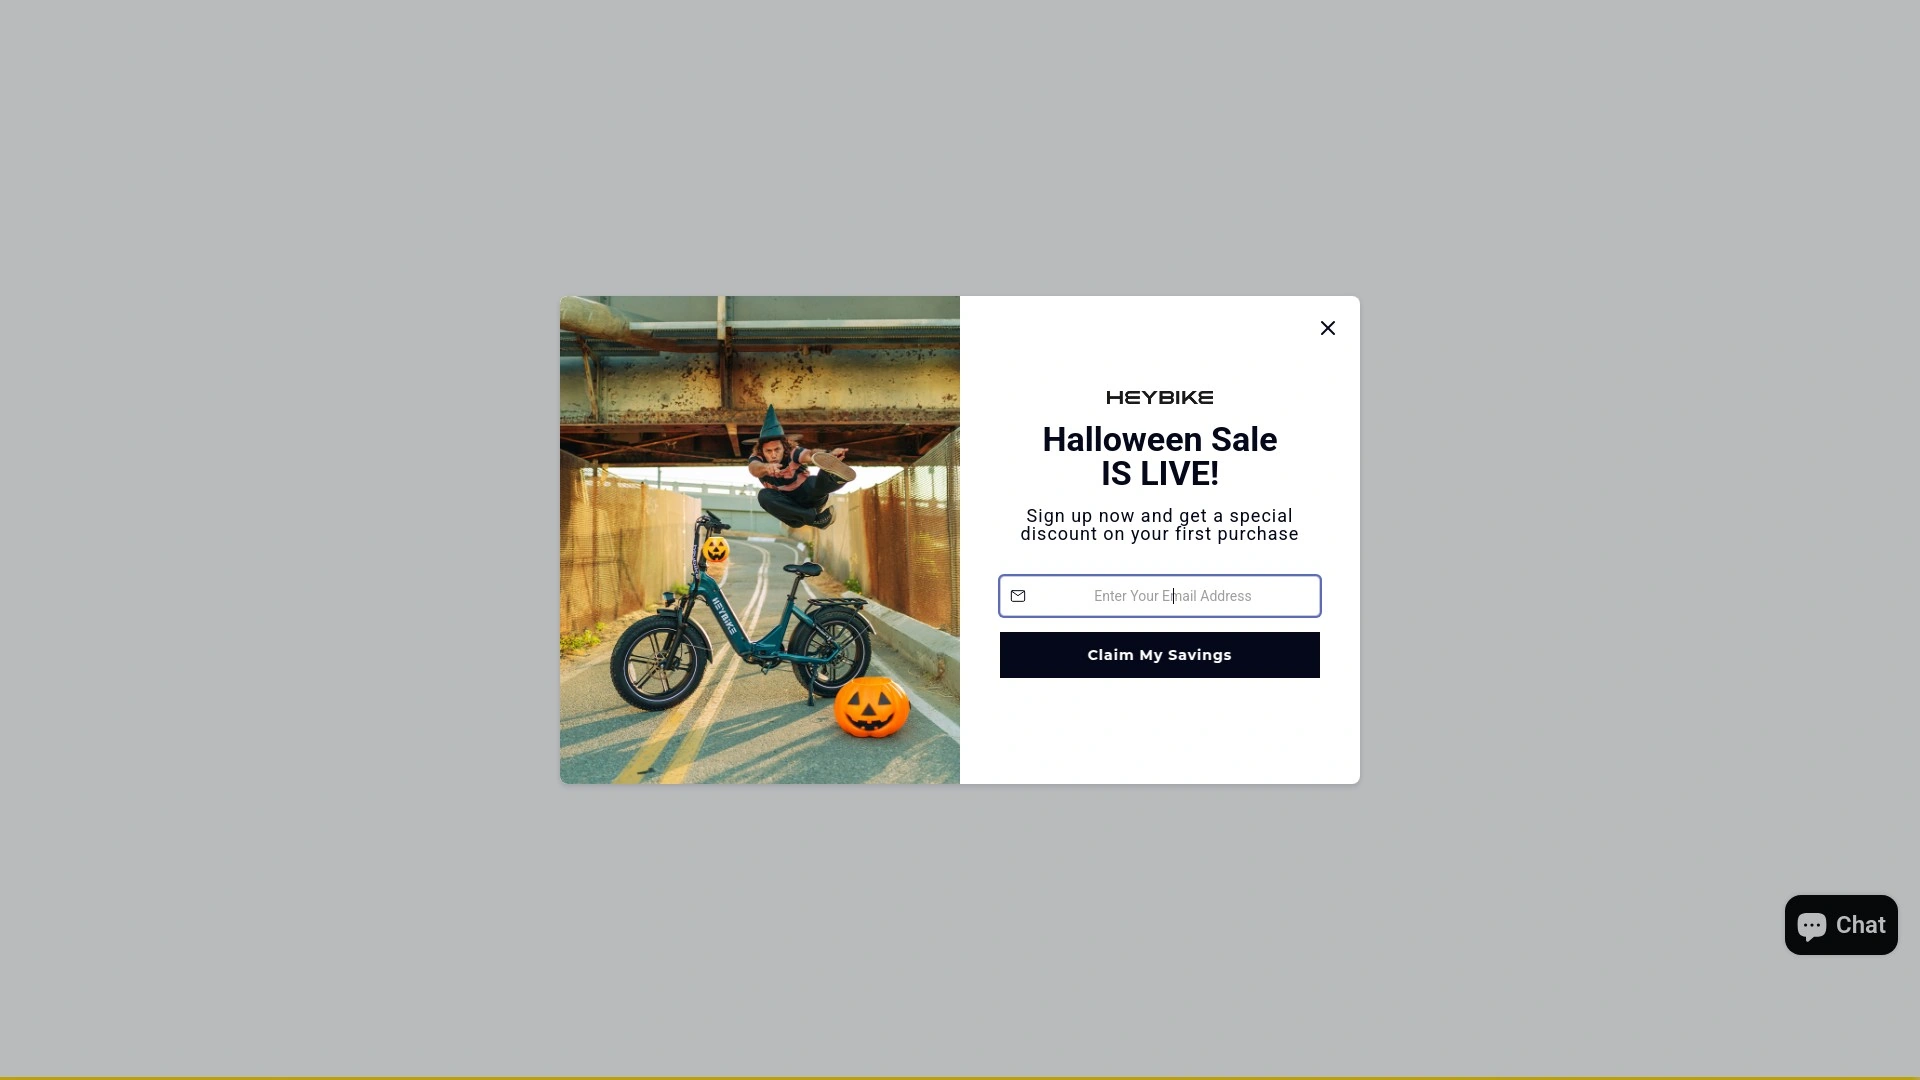 HEYBIKE
Halloween Sale
IS LIVE!
Sign up now and get a special
discount on your first purchase
Enter Your Email Address
Claim My Savings
HEYBIKE
Chat